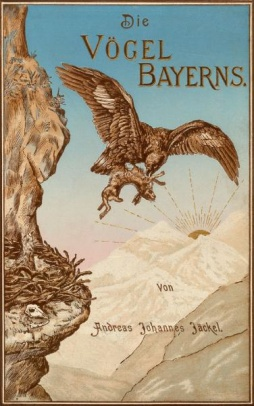 Die
VÖGEL
BAYERNS.
Von
Andreas Johannes Jäckel.